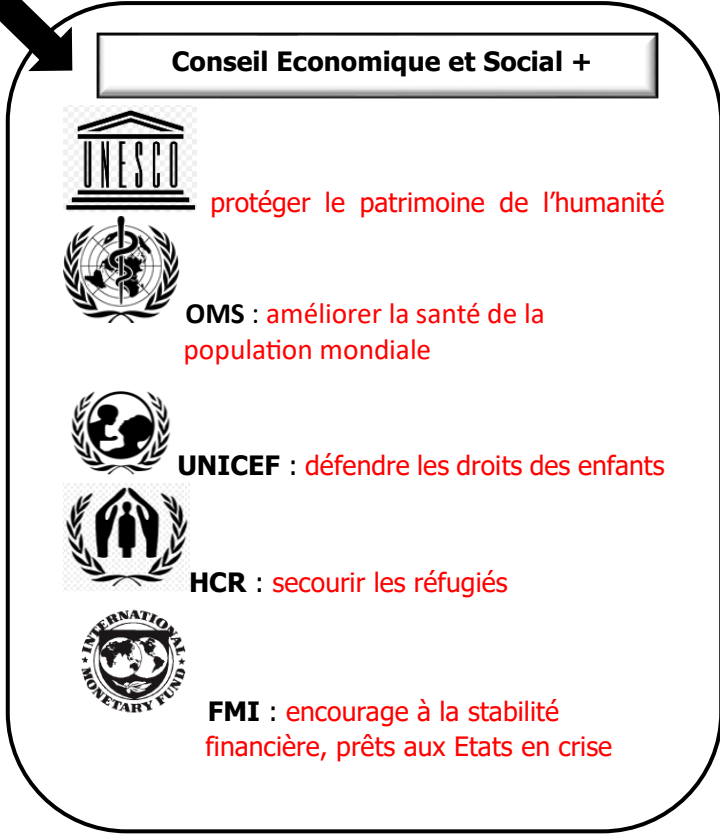 Conseil Economique et Social +
UNESCO
protéger le patrimoine de l’humanité
OMS : améliorer la santé de la
population mondiale
UNICEF : défendre les droits des enfants
HCR : secourir les réfugiés
INTERNATIONAL MONETARY FUND
FMI : encourage à la stabilité
financière, prêts aux Etats en crise